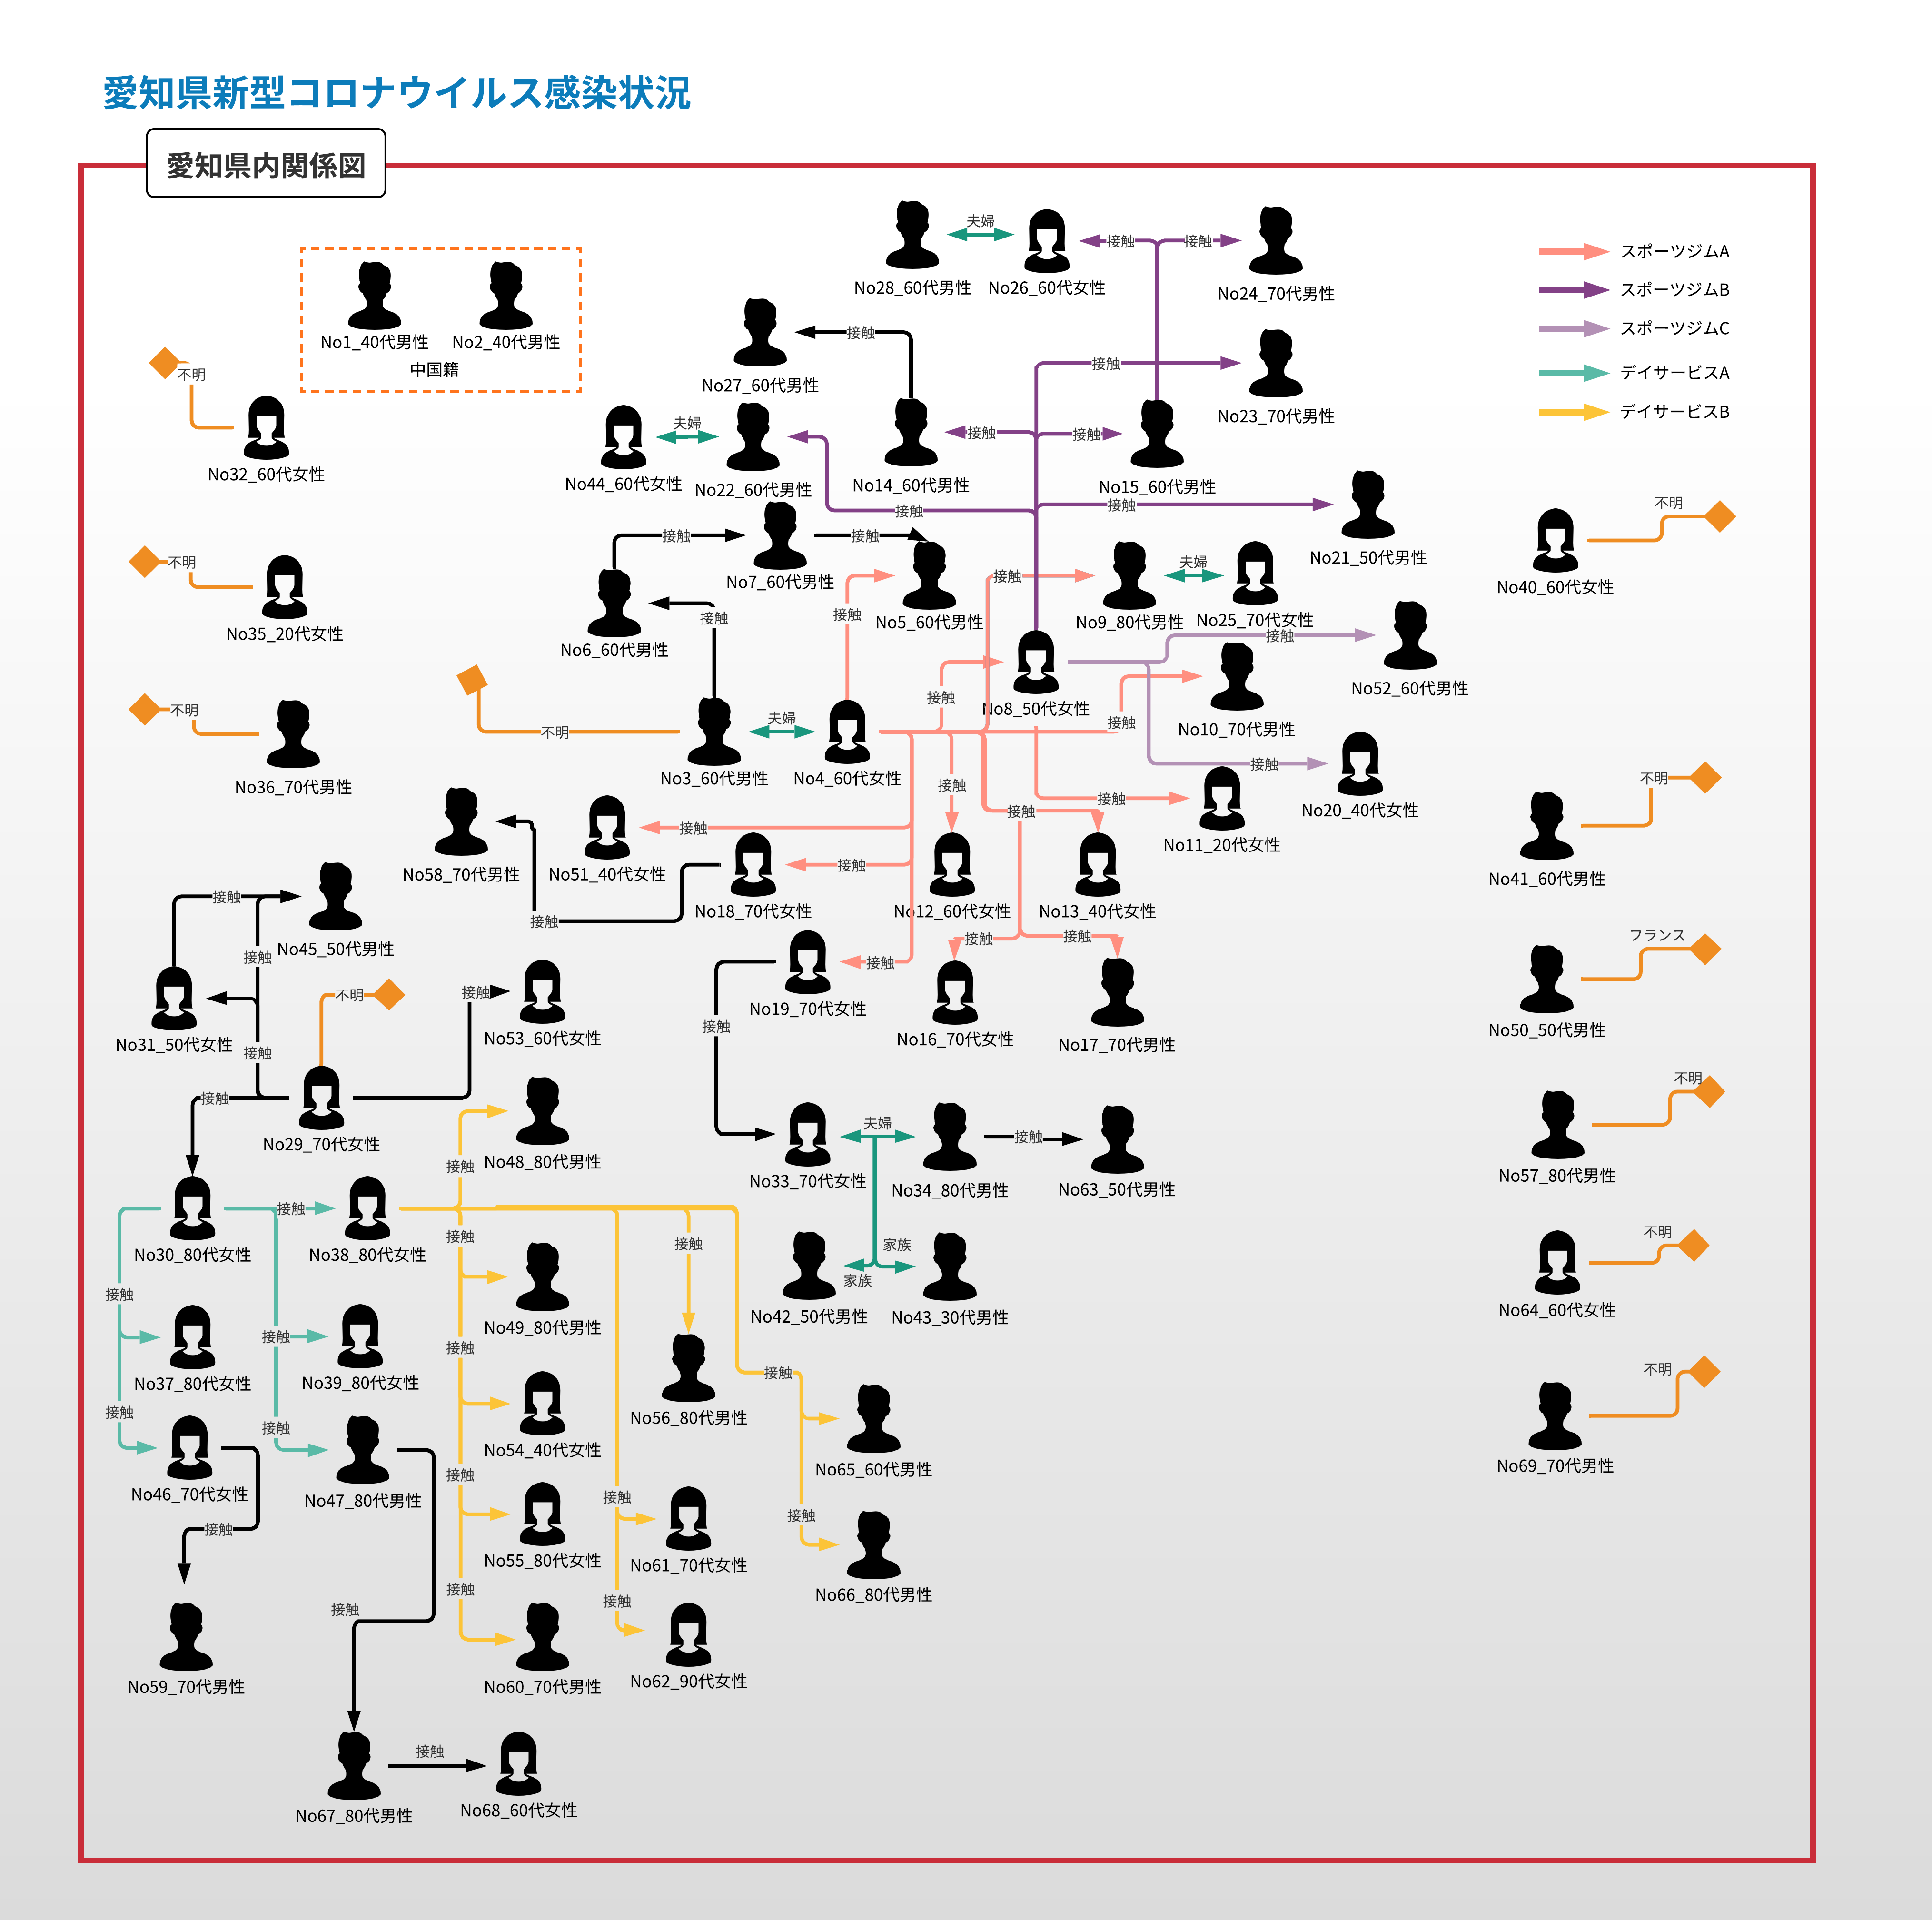 愛知県新型コロナウイルス感染状況
愛知県内関係図
夫婦
接触
接触
スポーツジムA
No28_60代男性
No26_60代女性
No24_70代男性
スポーツジムB
No1_40代男性
No2_40代男性
接触
スポーツジムC
中国籍
不明
No27_60代男性
接触
デイサービスA
No23_70代男性
デイサービスB
夫婦
接触
接触
No32_60代女性
No44_60代女性
No22_60代男性
No14_60代男性
No15_60代男性
接触
接触
不明
接触
接触
No21_50代男性
不明
No7_60代男性
接触
夫婦
No40_60代女性
No35_20代女性
接触
接触
No5_60代男性
No9_80代男性
No25_70代女性
接触
No6_60代男性
No52_60代男性
不明
接触
No8_50代女性
不明
夫婦
接触
No10_70代男性
No36_70代男性
No3_60代男性
No4_60代女性
接触
接触
不明
接触
接触
No20_40代女性
接触
接触
No11_20代女性
No58_70代男性
No51_40代女性
接触
No41_60代男性
接触
接触
No18_70代女性
No12_60代女性
No13_40代女性
No45_50代男性
接触
接触
接触
接触
フランス
不明
接触
No19_70代女性
No31_50代女性
接触
No53_60代女性
接触
No16_70代女性
No17_70代男性
No50_50代男性
接触
不明
No29_70代女性
接触
No48_80代男性
夫婦
接触
No33_70代女性
No34_80代男性
No63_50代男性
No57_80代男性
接触
接触
接触
家族
不明
No30_80代女性
No38_80代女性
接触
家族
No42_50代男性
No43_30代男性
No64_60代女性
接触
No49_80代男性
接触
接触
不明
No37_80代女性
No39_80代女性
No56_80代男性
接触
接触
No54_40代女性
No65_60代男性
No69_70代男性
No46_70代女性
No47_80代男性
接触
接触
接触
接触
No55_80代女性
No61_70代女性
No66_80代男性
接触
接触
接触
No59_70代男性
No60_70代男性
No62_90代女性
接触
No67_80代男性
No68_60代女性